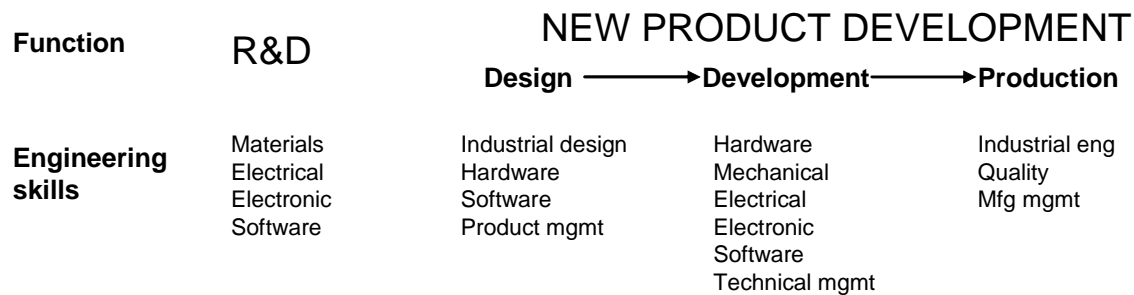 Function
R&D
NEW PRODUCT DEVELOPMENT
Design
Development
Production
Engineering
skills
Materials
Electrical
Electronic
Software
Industrial design
Hardware
Software
Product mgmt
Hardware
Mechanical
Electrical
Electronic
Software
Technical mgmt
Industrial eng
Quality
Mfg mgmt